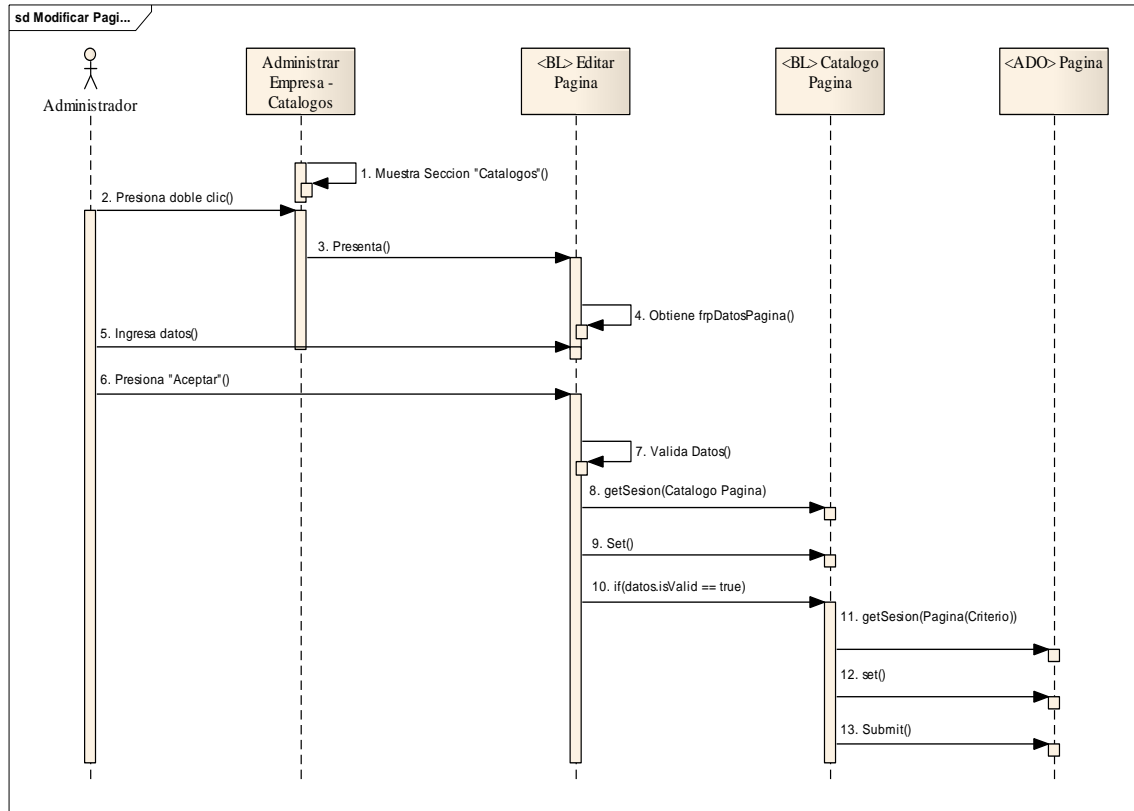 sd Modificar Pagi...
Administrador
Administrar
Empresa -
Catalogos
<BL> Editar
Pagina
<BL> Catalogo
Pagina
<ADO> Pagina
1. Muestra Seccion "Catalogos"()
2. Presiona doble clic()
3. Presenta()
4. Obtiene frpDatosPagina()
5. Ingresa datos()
6. Presiona "Aceptar"()
7. Valida Datos()
8. getSesion(Catalogo Pagina)
9. Set()
10. if(datos.isValid == true)
11. getSesion(Pagina(Criterio))
12. set()
13. Submit()